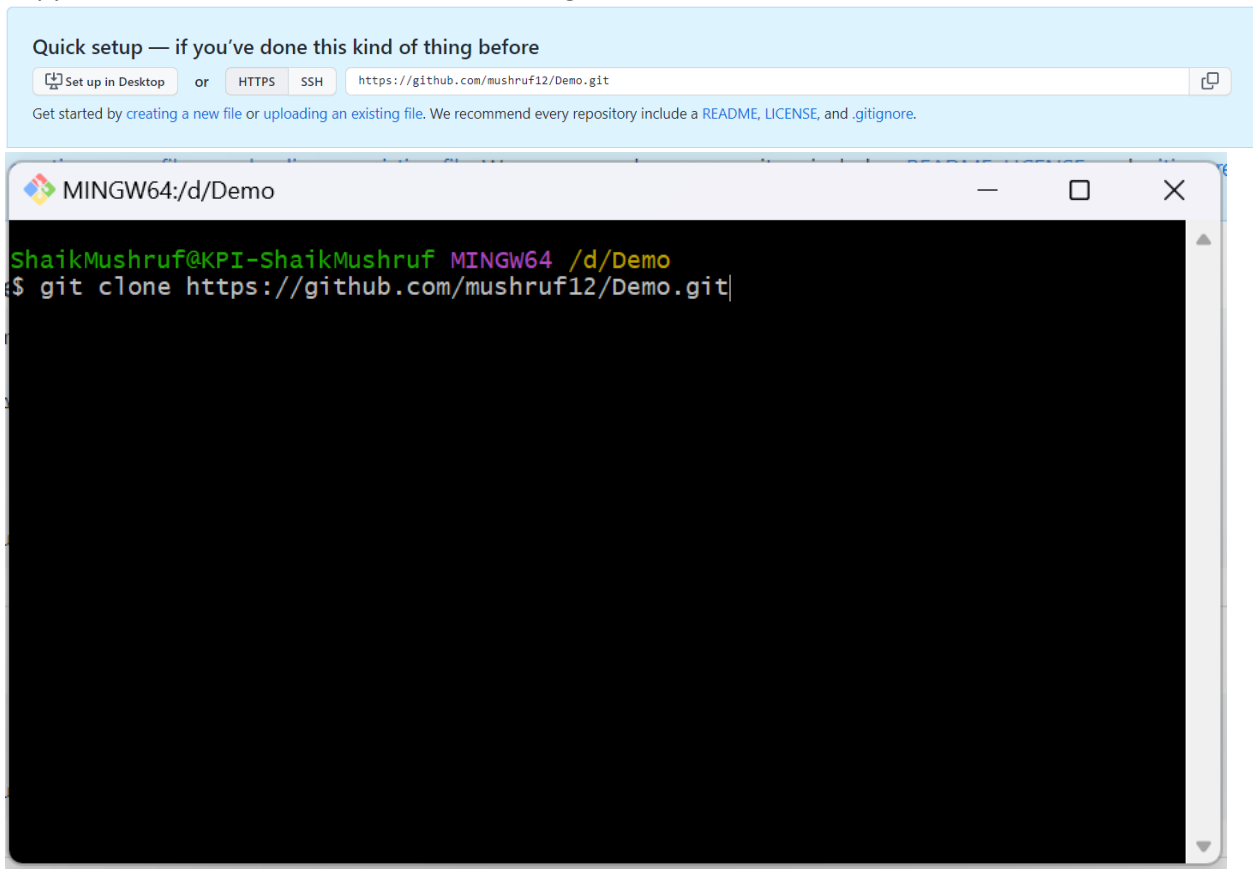 Quick setup — if you've done this kind of thing before
Set up in Desktop or HTTPS SSH https://github.com/mushruf12/Demo.git
Get started by creating a new file or uploading an existing file. We recommend every repository include a README, LICENSE, and .gitignore.
MINGW64:/d/Demo
ShaikMushruf@KPI-ShaikMushruf MINGW64 /d/Demo
$ git clone https://github.com/mushruf12/Demo.git